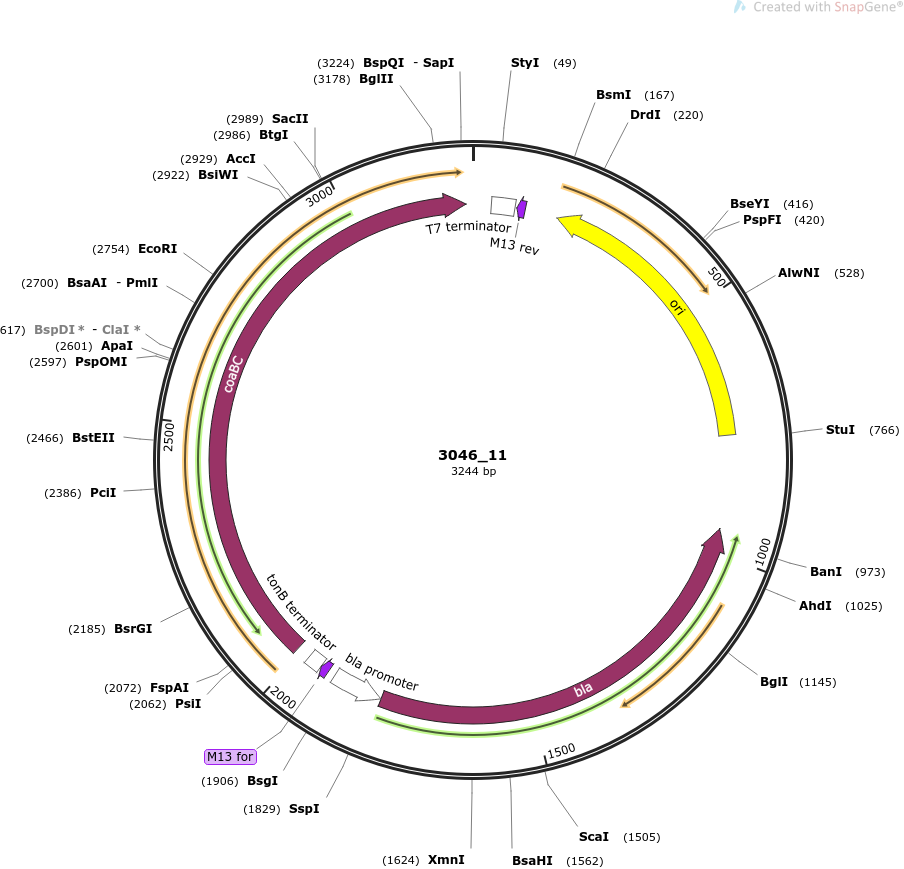 Created with SnapGene®
(3224) BspQI - SapI
StyI (49)
(3178) BglII
BsmI (167)
(2989) SacII
DrdI (220)
(2986) BtgI
(2929) AccI
(2922) BsiWI
3000
BseYI (416)
PspFI (420)
T7 terminator
M13 rev
(2754) EcoRI
AlwNI (528)
500
(2700) BsaAI - PmlI
ori
617) BspDI * - ClaI *
(2601) ApaI
(2597) PspOMI
coaBC
StuI (766)
(2466) BstEII
2500
3046_11
3244 bp
(2386) PciI
1000
BanI (973)
AhdI (1025)
tonB terminator
(2185) BsrGI
bla promoter
BglI (1145)
(2072) FspAI
bla
(2062) PsiI
2000
M13 for
1500
(1906) BsgI
(1829) SspI
ScaI (1505)
(1624) XmnI
BsaHI (1562)